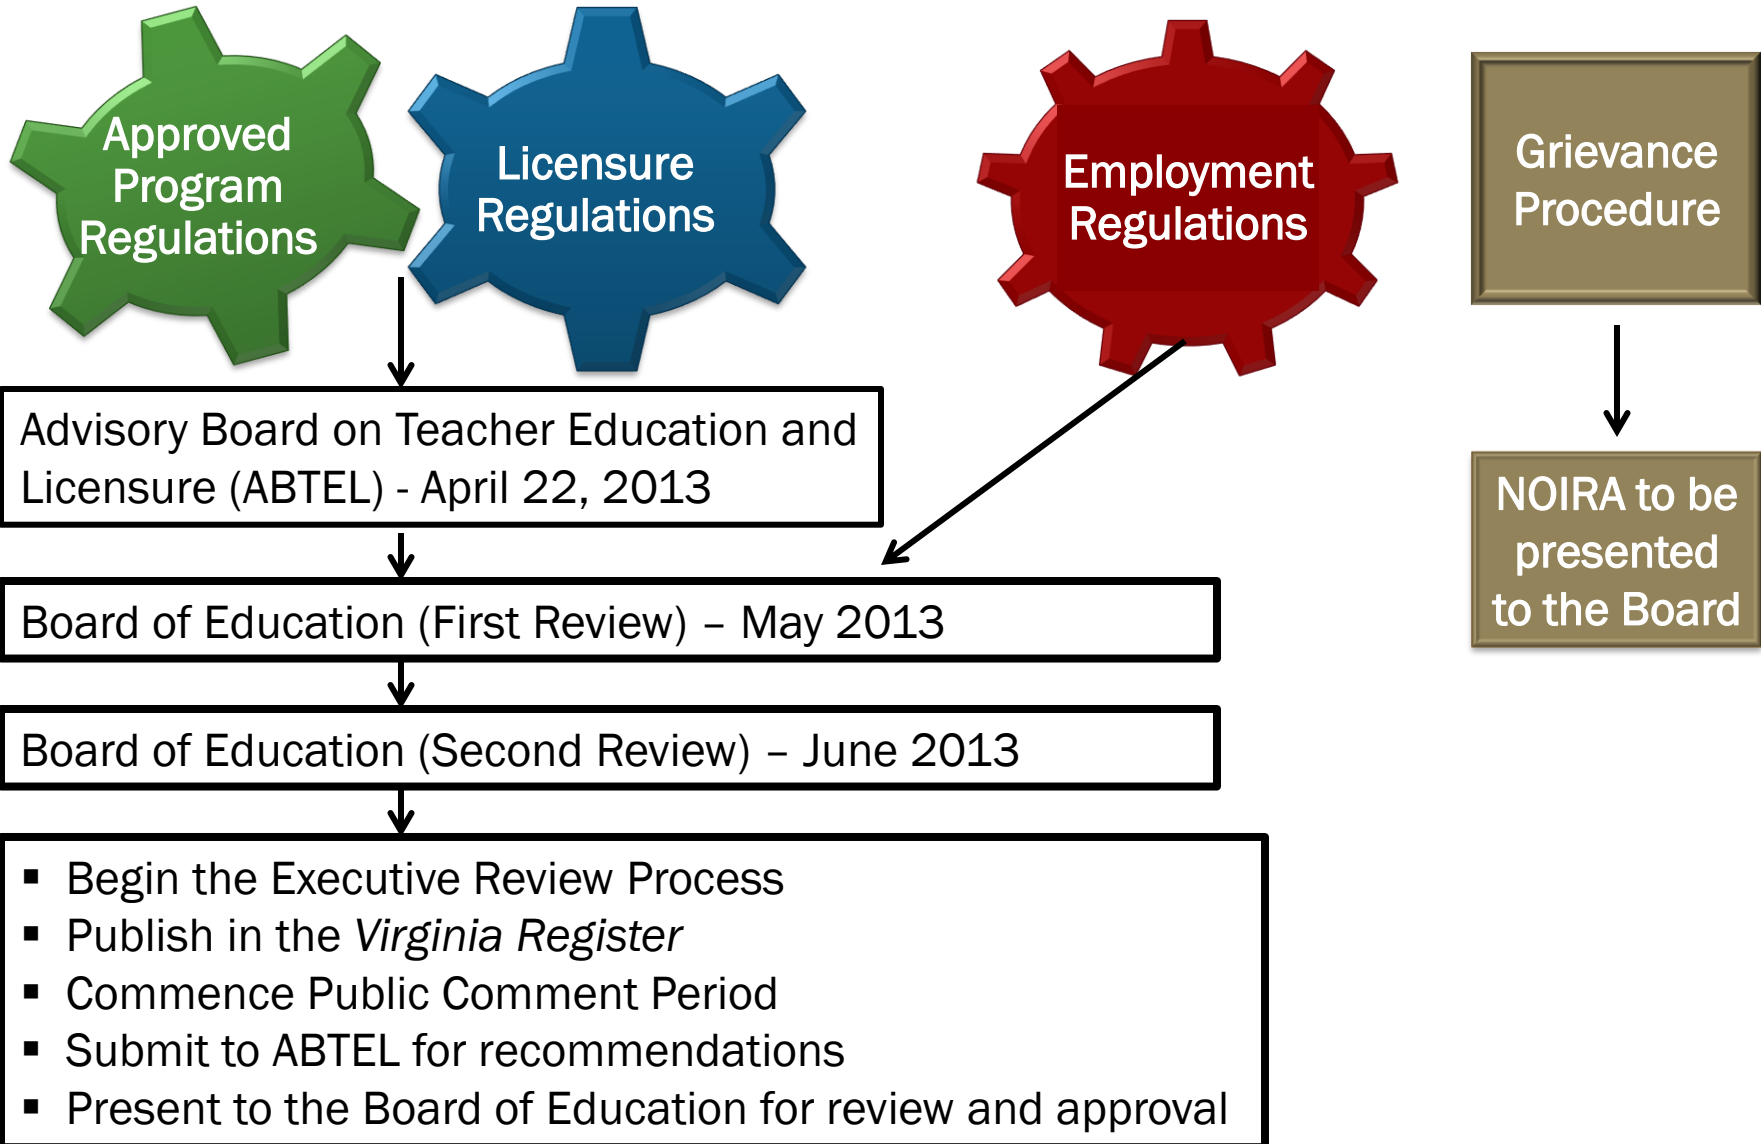 Approved
Program
Regulations
Licensure
Regulations
Employment
Regulations
Grievance
Procedure
Advisory Board on Teacher Education and
Licensure (ABTEL) - April 22, 2013
NOIRA to be
presented
to the Board
Board of Education (First Review) – May 2013
Board of Education (Second Review) – June 2013
▪ Begin the Executive Review Process
▪ Publish in the Virginia Register
▪ Commence Public Comment Period
▪ Submit to ABTEL for recommendations
▪ Present to the Board of Education for review and approval